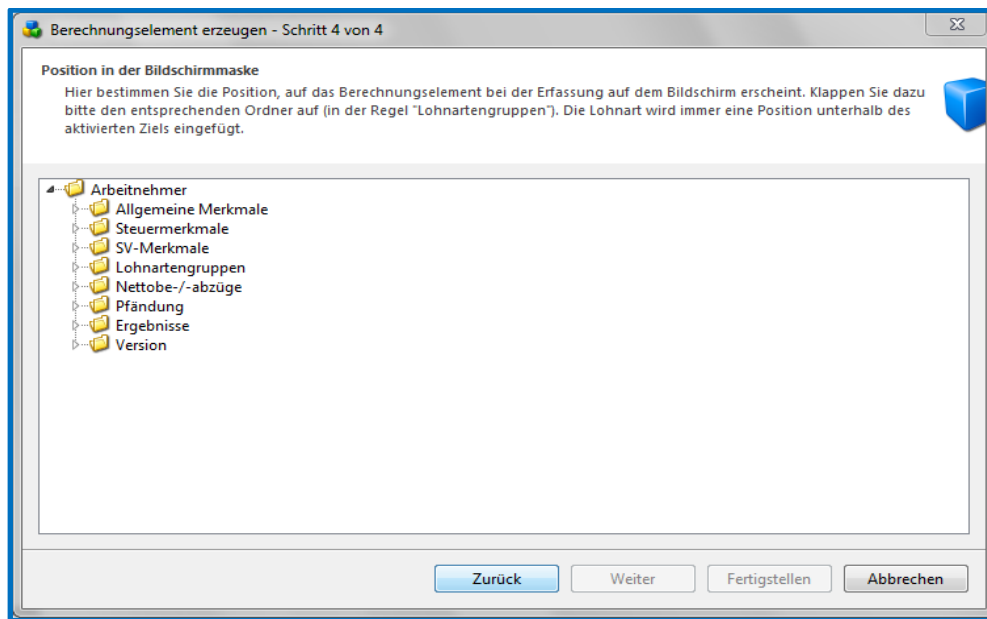 Berechnungselement erzeugen - Schritt 4 von 4
Position in der Bildschirmmaske
Hier bestimmen Sie die Position, auf das Berechnungselement bei der Erfassung auf dem Bildschirm erscheint. Klappen Sie dazu
bitte den entsprechenden Ordner auf (in der Regel "Lohnartengruppen"). Die Lohnart wird immer eine Position unterhalb des
aktivierten Ziels eingefügt.
Arbeitnehmer
Allgemeine Merkmale
Steuermerkmale
SV-Merkmale
Lohnartengruppen
Nettobe-/-abzüge
Pfändung
Ergebnisse
Version
Zurück Weiter Fertigstellen Abbrechen